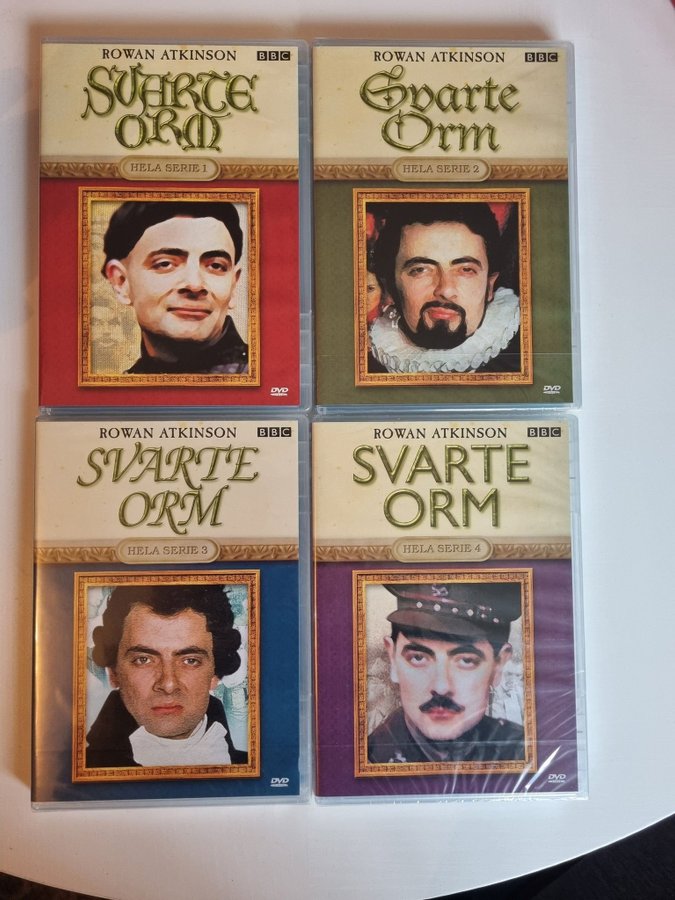 ROWAN ATKINSON BBC
SVARTE
ORM
HELA SERIE 1
DVD
ROWAN ATKINSON BBC
Svarte
Orm
HELA SERIE 2
DVD
ROWAN ATKINSON BBC
SVARTE
ORM
HELA SERIE 3
DVD
ROWAN ATKINSON BBC
SVARTE
ORM
HELA SERIE 4
DVD